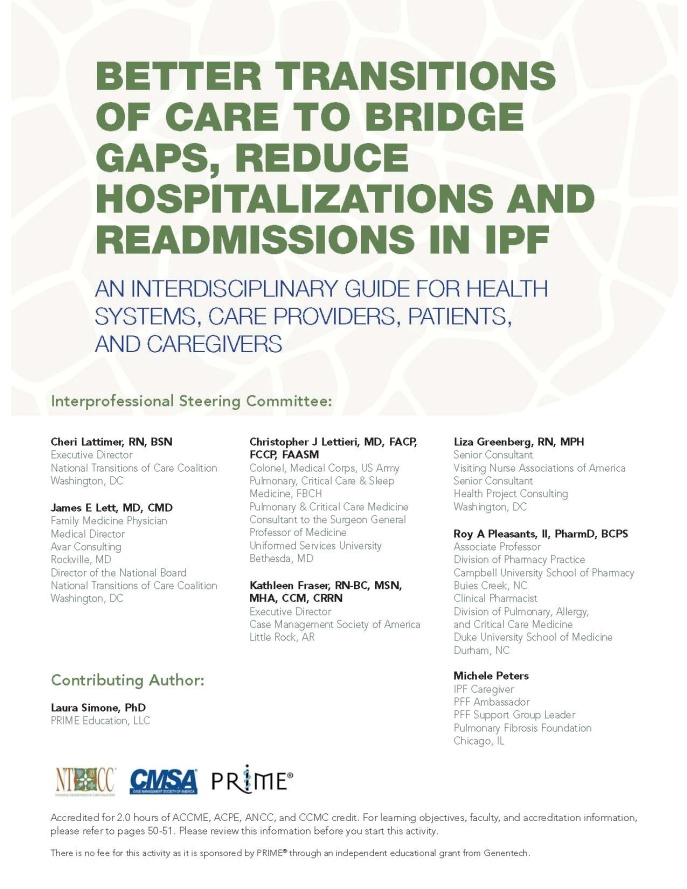 BETTER TRANSITIONS
OF CARE TO BRIDGE
GAPS, REDUCE
HOSPITALIZATIONS AND
READMISSIONS IN IPF
AN INTERDISCIPLINARY GUIDE FOR HEALTH
SYSTEMS, CARE PROVIDERS, PATIENTS,
AND CAREGIVERS
Interprofessional Steering Committee:
Cheri Lattimer, RN, BSN
Executive Director
National Transitions of Care Coalition
Washington, DC
James E Lett, MD, CMD
Family Medicine Physician
Medical Director
Avar Consulting
Rockville, MD
Director of the National Board
National Transitions of Care Coalition
Washington, DC
Christopher J Lettieri, MD, FACP,
FCCP, FAASM
Colonel, Medical Corps, US Army
Pulmonary, Critical Care & Sleep
Medicine, FBCH
Pulmonary & Critical Care Medicine
Consultant to the Surgeon General
Professor of Medicine
Uniformed Services University
Bethesda, MD
Kathleen Fraser, RN-BC, MSN,
MHA, CCM, CRRN
Executive Director
Case Management Society of America
Little Rock, AR
Liza Greenberg, RN, MPH
Senior Consultant
Visiting Nurse Associations of America
Senior Consultant
Health Project Consulting
Washington, DC
Roy A Pleasants, II, PharmD, BCPS
Associate Professor
Division of Pharmacy Practice
Campbell University School of Pharmacy
Buies Creek, NC
Clinical Pharmacist
Division of Pulmonary, Allergy,
and Critical Care Medicine
Duke University School of Medicine
Durham, NC
Michele Peters
IPF Caregiver
PFF Ambassador
PFF Support Group Leader
Pulmonary Fibrosis Foundation
Chicago, IL
Contributing Author:
Laura Simone, PhD
PRIME Education, LLC
NTOCC
CMSA
CASE MANAGEMENT SOCIETY OF AMERICA
PRIME®
Accredited for 2.0 hours of ACCME, ACPE, ANCC, and CCMC credit. For learning objectives, faculty, and accreditation information,
please refer to pages 50-51. Please review this information before you start this activity.
There is no fee for this activity as it is sponsored by PRIME® through an independent educational grant from Genentech.